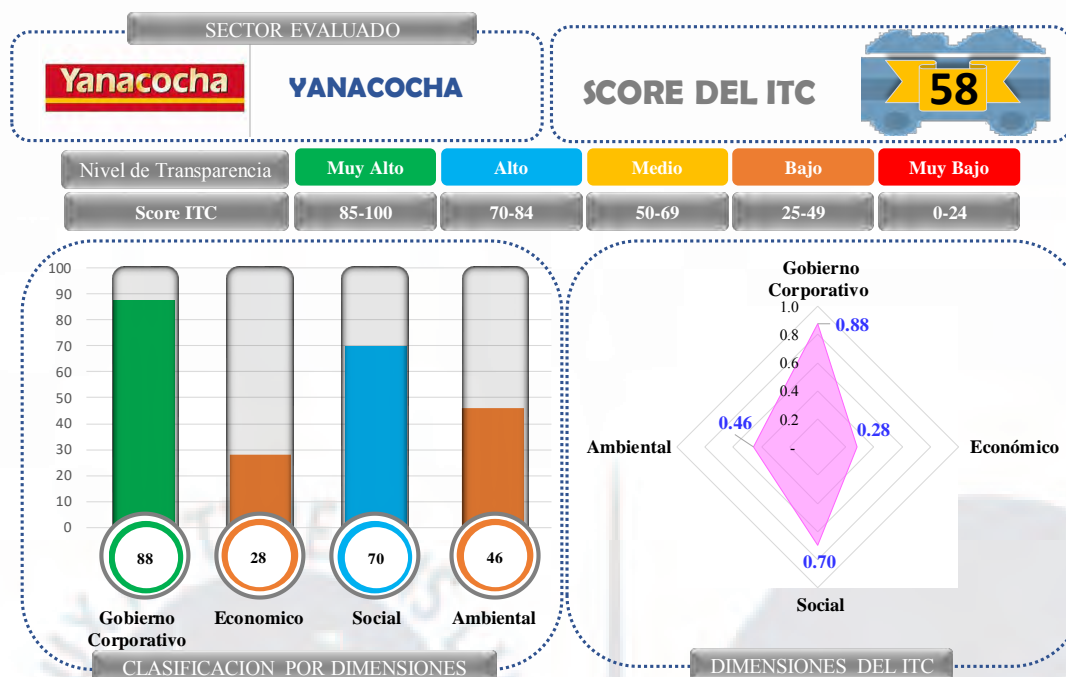 SECTOR EVALUADO
Yanacocha
YANACOCHA
SCORE DEL ITC
58
Nivel de Transparencia Muy Alto Alto Medio Bajo Muy Bajo
Score ITC 85-100 70-84 50-69 25-49 0-24
100
90
80
70
60
50
40
30
20
10
0
88 28 70 46
Gobierno Corporativo
Economico
Social
Ambiental
CLASIFICACION POR DIMENSIONES
Gobierno
Corporativo
1.0
0.88
0.8
0.6
0.4
0.46
0.28
0.2
Ambiental
-
Económico
0.70
Social
DIMENSIONES DEL ITC